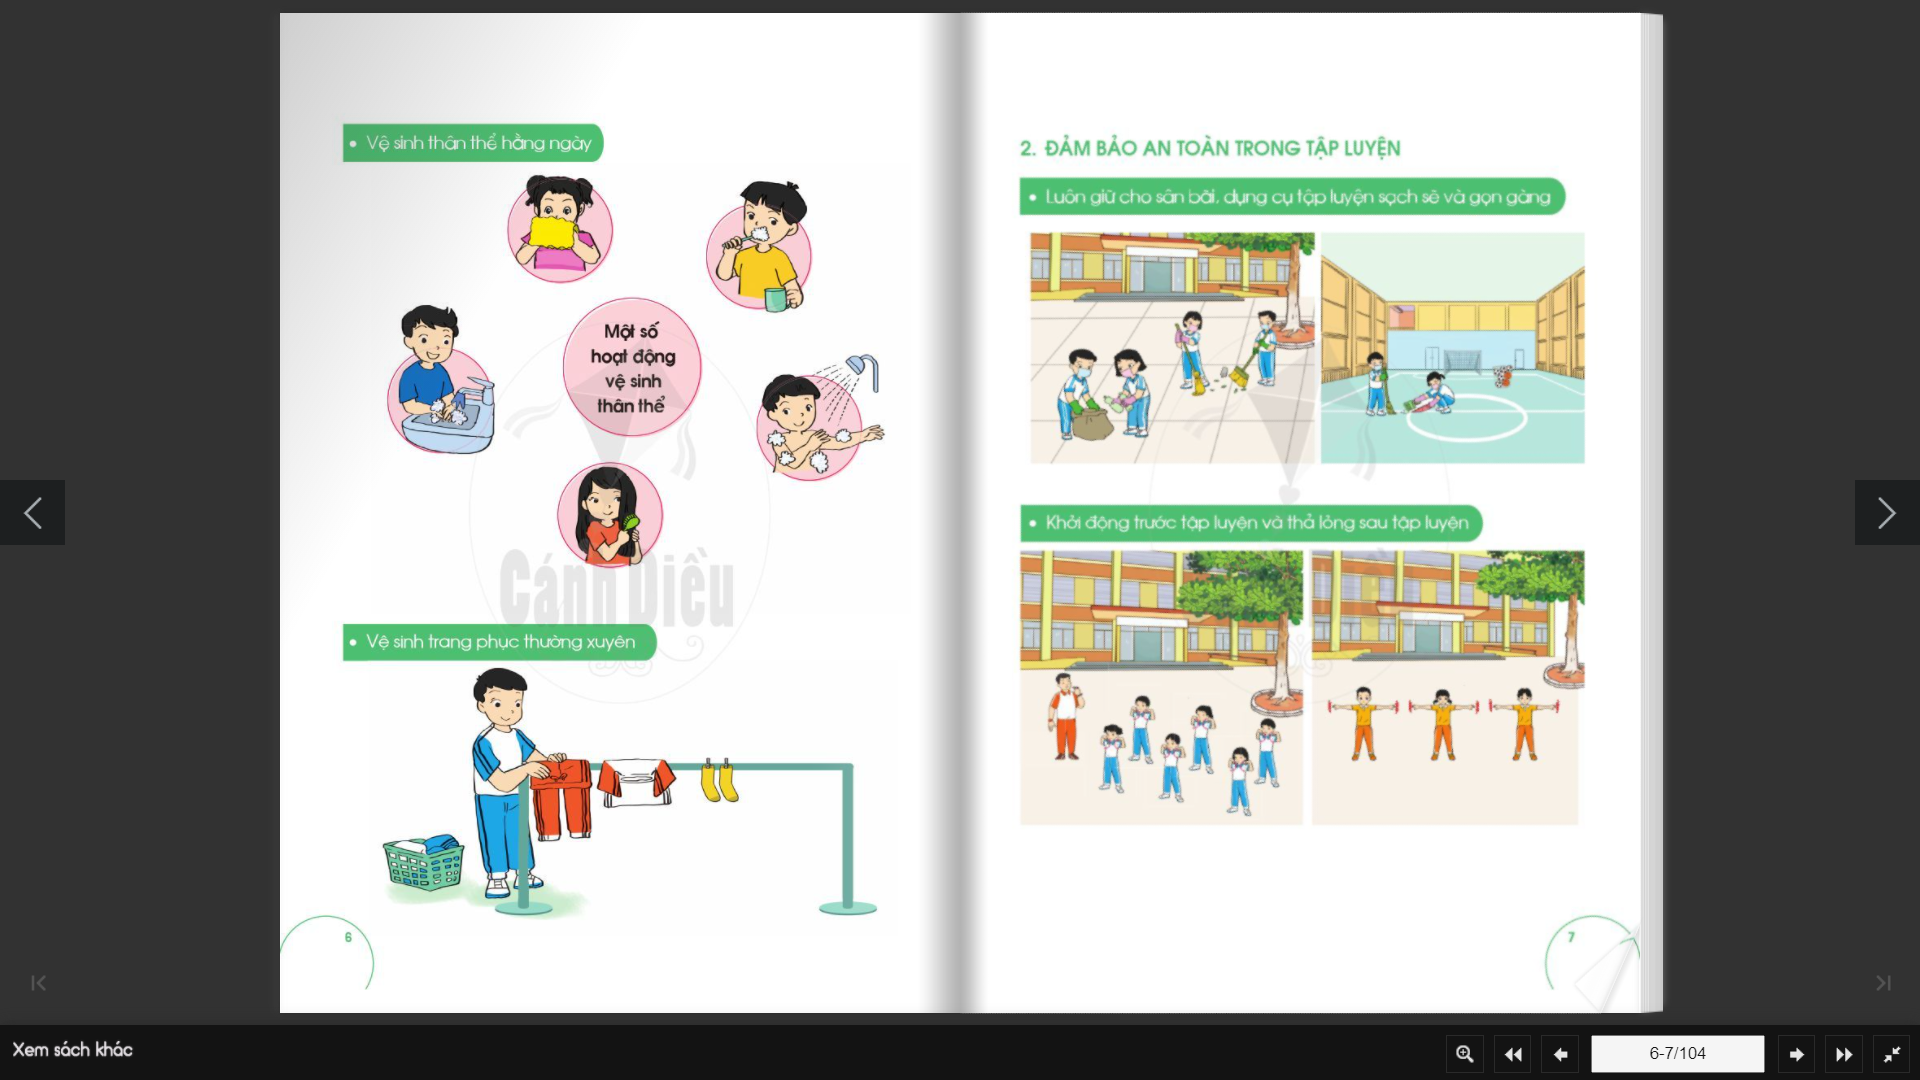 • Vệ sinh thân thể hằng ngày
Một số
hoạt động
vệ sinh
thân thể
Cánh Diều
• Vệ sinh trang phục thường xuyên
6
2. ĐẢM BẢO AN TOÀN TRONG TẬP LUYỆN
• Luôn giữ cho sân bãi, dụng cụ tập luyện sạch sẽ và gọn gàng
• Khởi động trước tập luyện và thả lỏng sau tập luyện
7
Xem sách khác
6-7/104